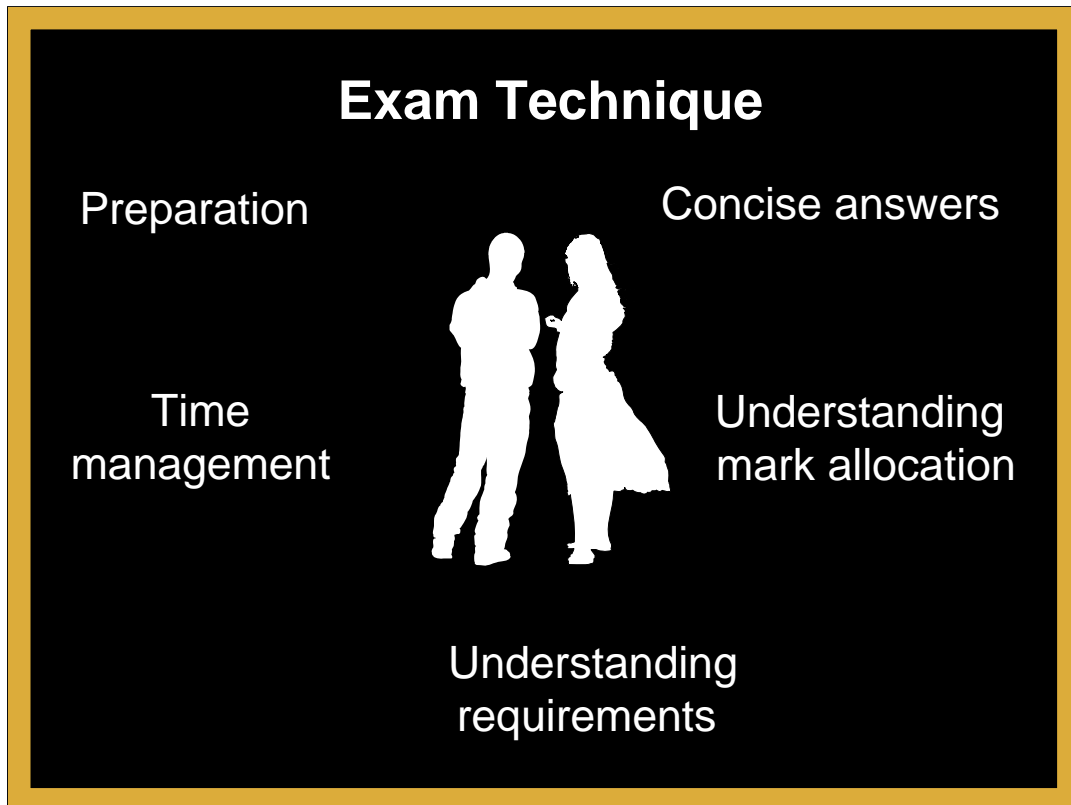 Exam Technique
Preparation
Concise answers
Time
management
Understanding
mark allocation
Understanding
requirements